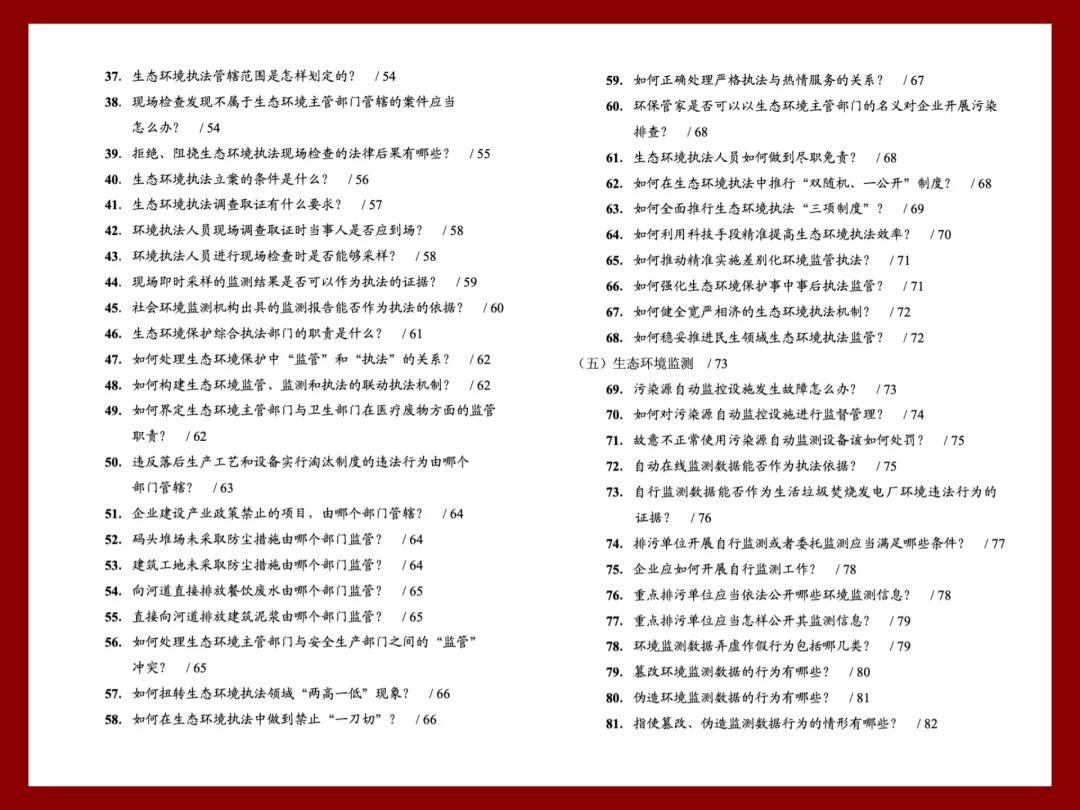 37. 生态环境执法管辖范围是怎样划定的? / 54
38. 现场检查发现不属于生态环境主管部门管辖的案件应当
怎么办? / 54
39. 拒绝、阻挠生态环境执法现场检查的法律后果有哪些? / 55
40. 生态环境执法立案的条件是什么? / 56
41. 生态环境执法调查取证有什么要求? / 57
42. 环境执法人员现场调查取证时当事人是否应到场? / 58
43. 环境执法人员进行现场检查时是否能够采样? / 58
44. 现场即时采样的监测结果是否可以作为执法的证据? / 59
45. 社会环境监测机构出具的监测报告能否作为执法的依据? / 60
46. 生态环境保护综合执法部门的职责是什么? / 61
47. 如何处理生态环境保护中“监管”和“执法”的关系? / 62
48. 如何构建生态环境监管、监测和执法的联动执法机制? / 62
49. 如何界定生态环境主管部门与卫生部门在医疗废物方面的监管
职责? / 62
50. 违反落后生产工艺和设备实行淘汰制度的违法行为由哪个
部门管辖? / 63
51. 企业建设产业政策禁止的项目，由哪个部门管辖? / 64
52. 码头堆场未采取防尘措施由哪个部门监管? / 64
53. 建筑工地未采取防尘措施由哪个部门监管? / 64
54. 向河道直接排放餐饮废水由哪个部门监管? / 65
55. 直接向河道排放建筑泥浆由哪个部门监管? / 65
56. 如何处理生态环境主管部门与安全生产部门之间的“监管”
冲突? / 65
57. 如何扭转生态环境执法领域“两高一低”现象? / 66
58. 如何在生态环境执法中做到禁止“一刀切”? / 66
59. 如何正确处理严格执法与热情服务的关系? / 67
60. 环保管家是否可以以生态环境主管部门的名义对企业开展污染
排查? / 68
61. 生态环境执法人员如何做到尽职免责? / 68
62. 如何在生态环境执法中推行“双随机、一公开”制度? / 68
63. 如何全面推行生态环境执法“三项制度”? / 69
64. 如何利用科技手段精准提高生态环境执法效率? / 70
65. 如何推动精准实施差别化环境监管执法? / 71
66. 如何强化生态环境保护事中事后执法监管? / 71
67. 如何健全宽严相济的生态环境执法机制? / 72
68. 如何稳妥推进民生领域生态环境执法监管? / 72
（五）生态环境监测 / 73
69. 污染源自动监控设施发生故障怎么办? / 73
70. 如何对污染源自动监控设施进行监督管理? / 74
71. 故意不正常使用污染源自动监测设备该如何处罚? / 75
72. 自动在线监测数据能否作为执法依据? / 75
73. 自行监测数据能否作为生活垃圾焚烧发电厂环境违法行为的
证据? / 76
74. 排污单位开展自行监测或者委托监测应当满足哪些条件? / 77
75. 企业应如何开展自行监测工作? / 78
76. 重点排污单位应当依法公开哪些环境监测信息? / 78
77. 重点排污单位应当怎样公开其监测信息? / 79
78. 环境监测数据弄虚作假行为包括哪几类? / 79
79. 篡改环境监测数据的行为有哪些? / 80
80. 伪造环境监测数据的行为有哪些? / 81
81. 指使篡改、伪造监测数据行为的情形有哪些? / 82